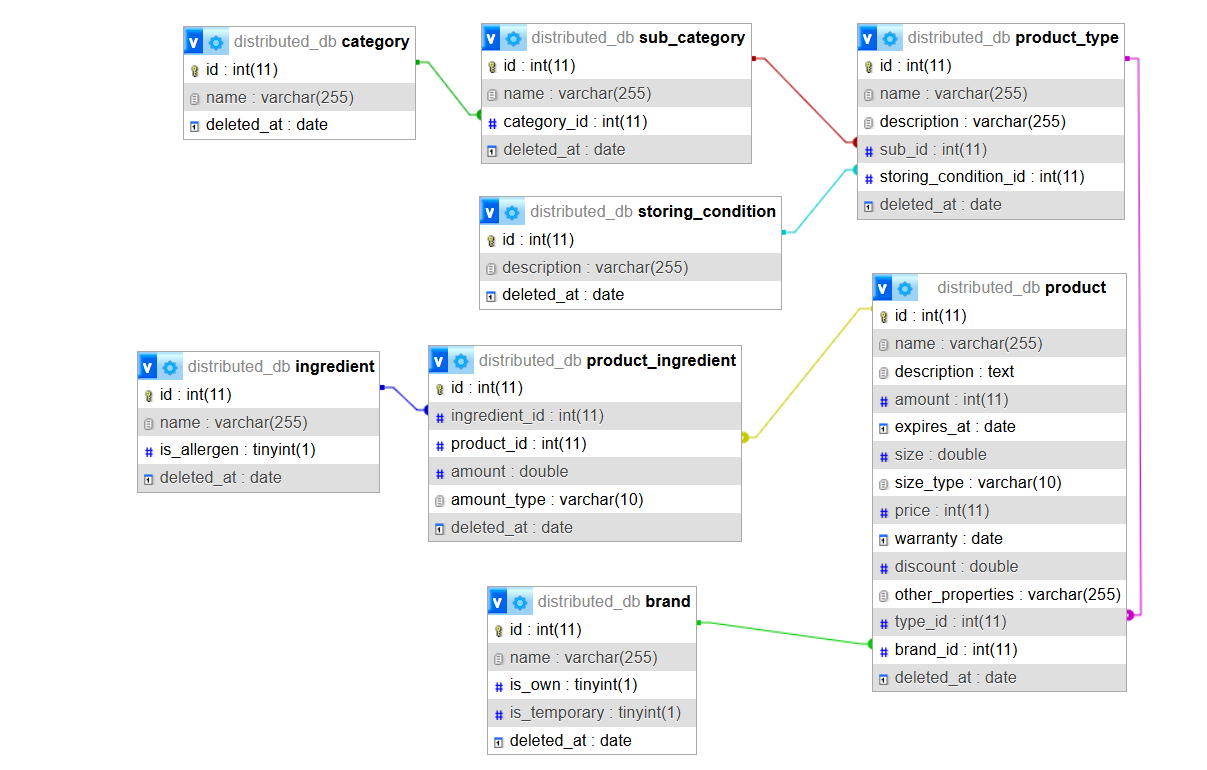 distributed_db category
id : int(11)
name : varchar(255)
deleted_at : date
distributed_db sub_category
id : int(11)
name : varchar(255)
category_id : int(11)
deleted_at : date
distributed_db product_type
id : int(11)
name : varchar(255)
description : varchar(255)
sub_id : int(11)
storing_condition_id : int(11)
deleted_at : date
distributed_db storing_condition
id : int(11)
description : varchar(255)
deleted_at : date
distributed_db product
id : int(11)
name : varchar(255)
description : text
amount : int(11)
expires_at : date
size : double
size_type : varchar(10)
price : int(11)
warranty : date
discount : double
other_properties : varchar(255)
type_id : int(11)
brand_id : int(11)
deleted_at : date
distributed_db ingredient
id : int(11)
name : varchar(255)
is_allergen : tinyint(1)
deleted_at : date
distributed_db product_ingredient
id : int(11)
ingredient_id : int(11)
product_id : int(11)
amount : double
amount_type : varchar(10)
deleted_at : date
distributed_db brand
id : int(11)
name : varchar(255)
is_own : tinyint(1)
is_temporary : tinyint(1)
deleted_at : date